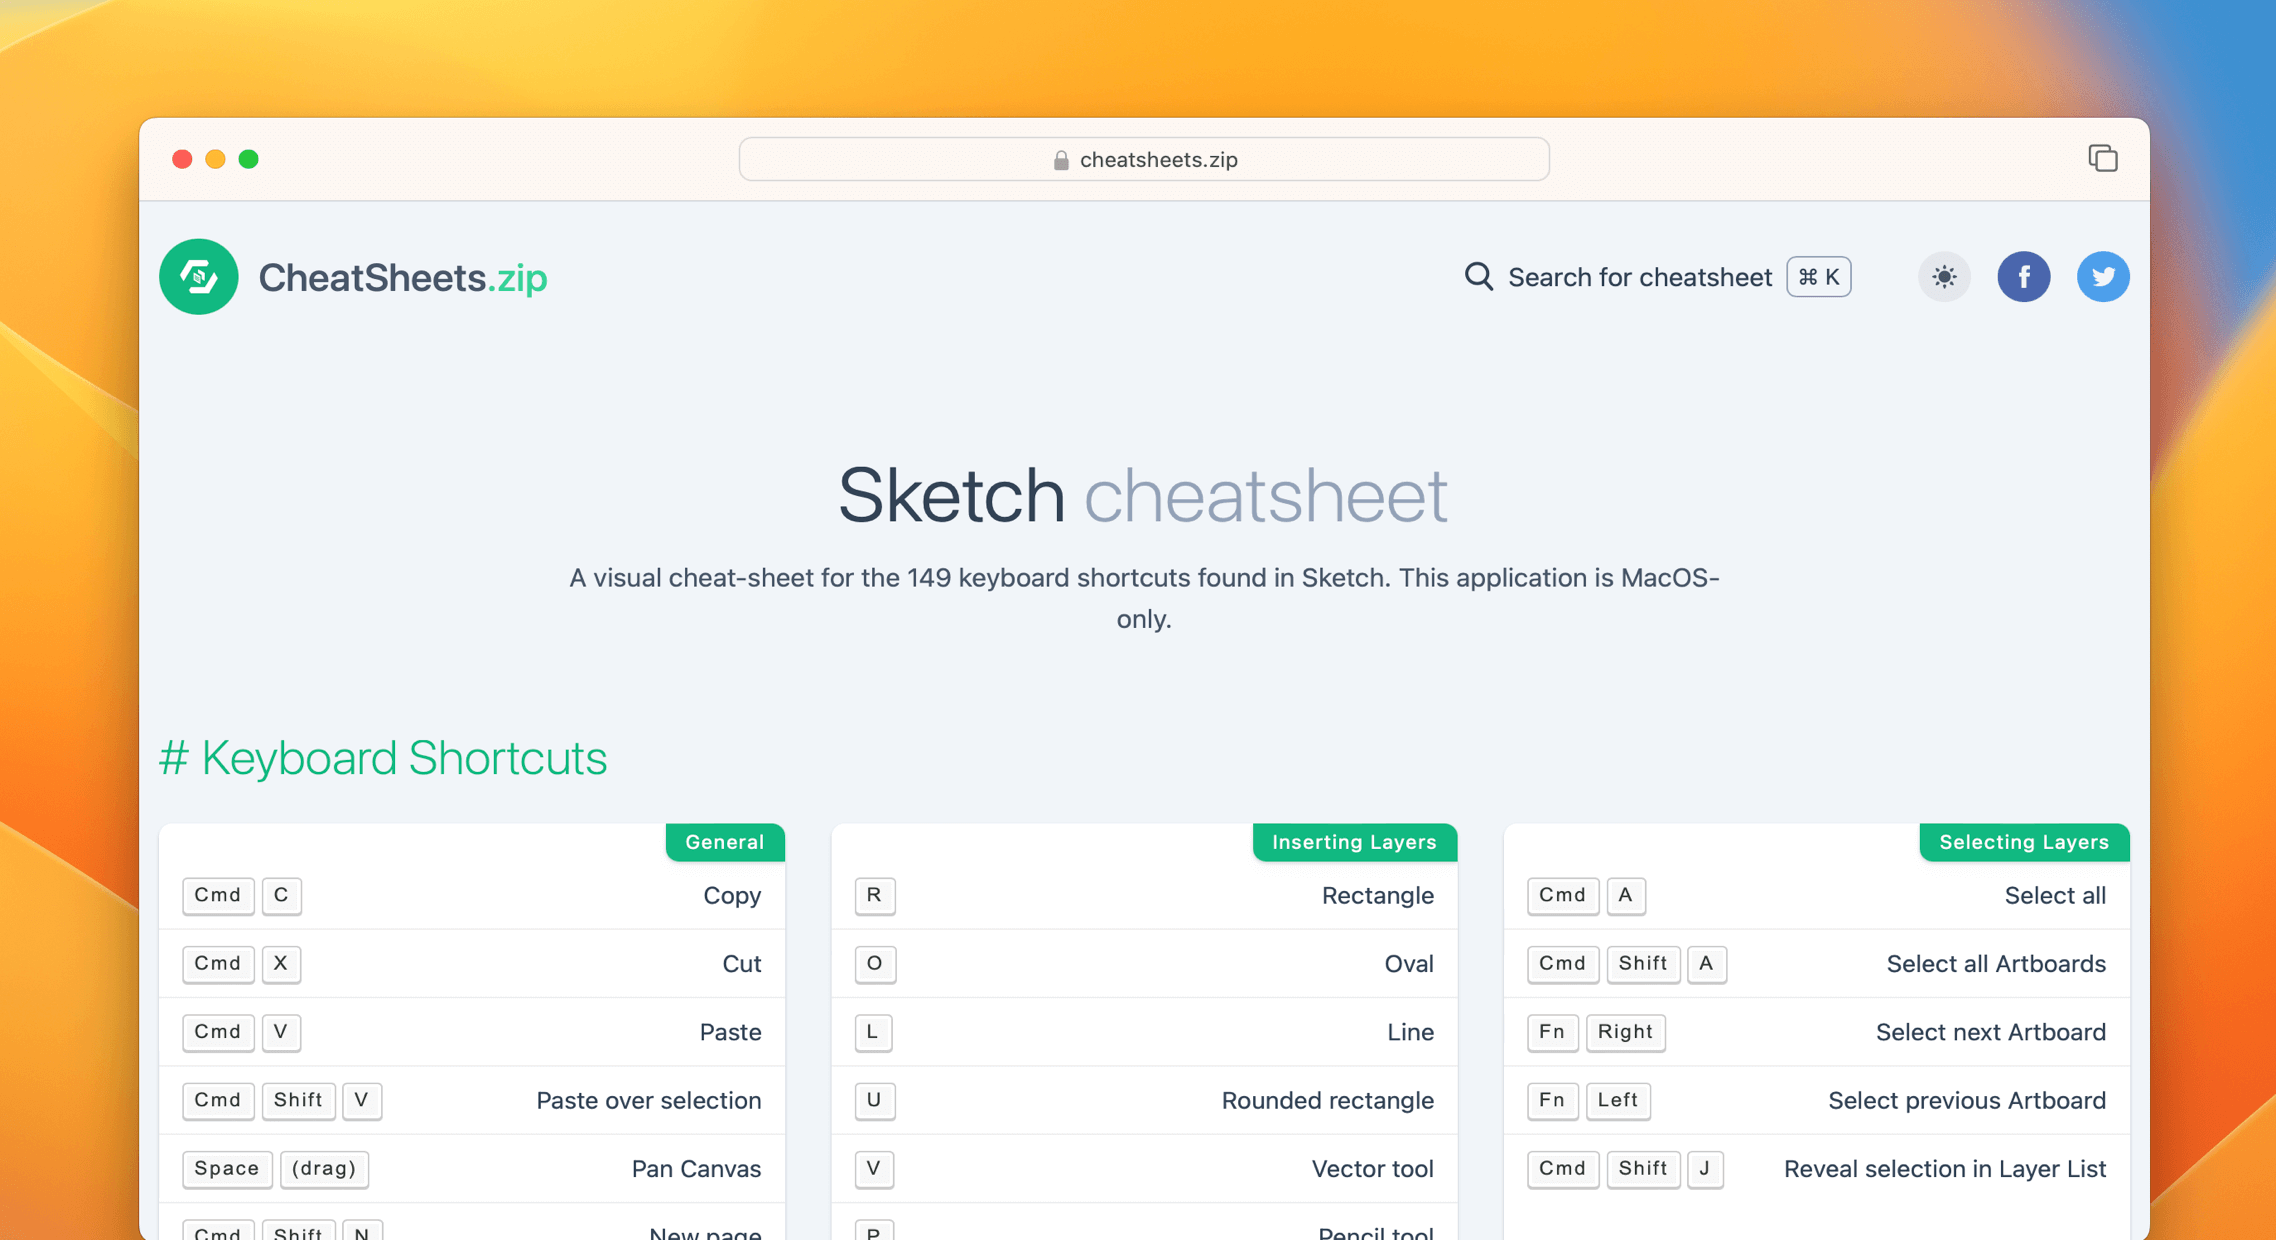 cheatsheets.zip
CheatSheets.zip
Search for cheatsheet ⌘ K
f
Sketch cheatsheet
A visual cheat-sheet for the 149 keyboard shortcuts found in Sketch. This application is MacOS-
only.
# Keyboard Shortcuts
General
Cmd C Copy
Cmd X Cut
Cmd V Paste
Cmd Shift V Paste over selection
Space (drag) Pan Canvas
Cmd Shift N New page
Inserting Layers
R Rectangle
O Oval
L Line
U Rounded rectangle
V Vector tool
P Pencil tool
Selecting Layers
Cmd A Select all
Cmd Shift A Select all Artboards
Fn Right Select next Artboard
Fn Left Select previous Artboard
Cmd Shift J Reveal selection in Layer List